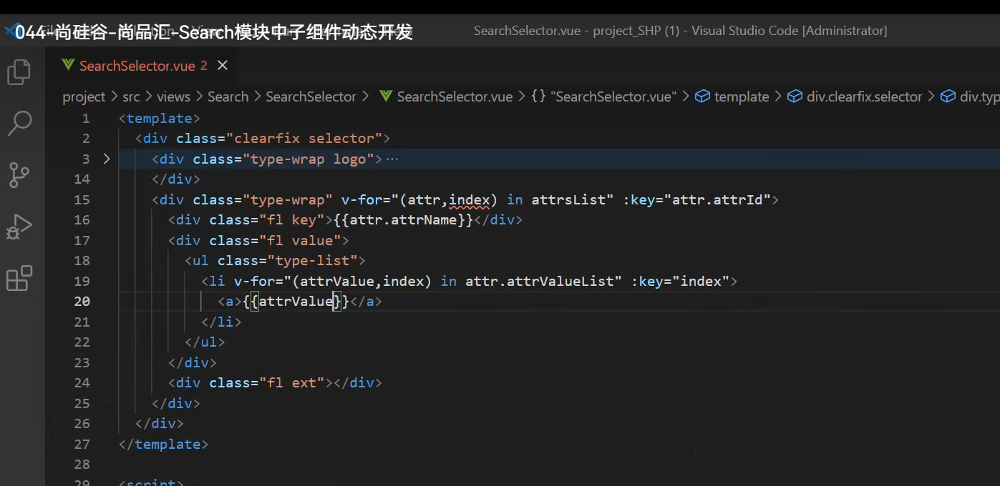 044-尚硅谷-尚品汇-Search模块中子组件动态开发
SearchSelector.vue - project_SHP (1) - Visual Studio Code [Administrator]
SearchSelector.vue 2
project > src > views > Search > SearchSelector > SearchSelector.vue > {} "SearchSelector.vue" > template > div.clearfix.selector > div.typ
1 <template>
2 <div class="clearfix selector">
3 <div class="type-wrap logo">···
14 </div>
15 <div class="type-wrap" v-for="(attr,index) in attrsList" :key="attr.attrId">
16 <div class="fl key">{{attr.attrName}}</div>
17 <div class="fl value">
18 <ul class="type-list">
19 <li v-for="(attrValue,index) in attr.attrValueList" :key="index">
20 <a>{{attrValue}}</a>
21 </li>
22 </ul>
23 </div>
24 <div class="fl ext"></div>
25 </div>
26 </div>
27 </template>
28
29 <script>